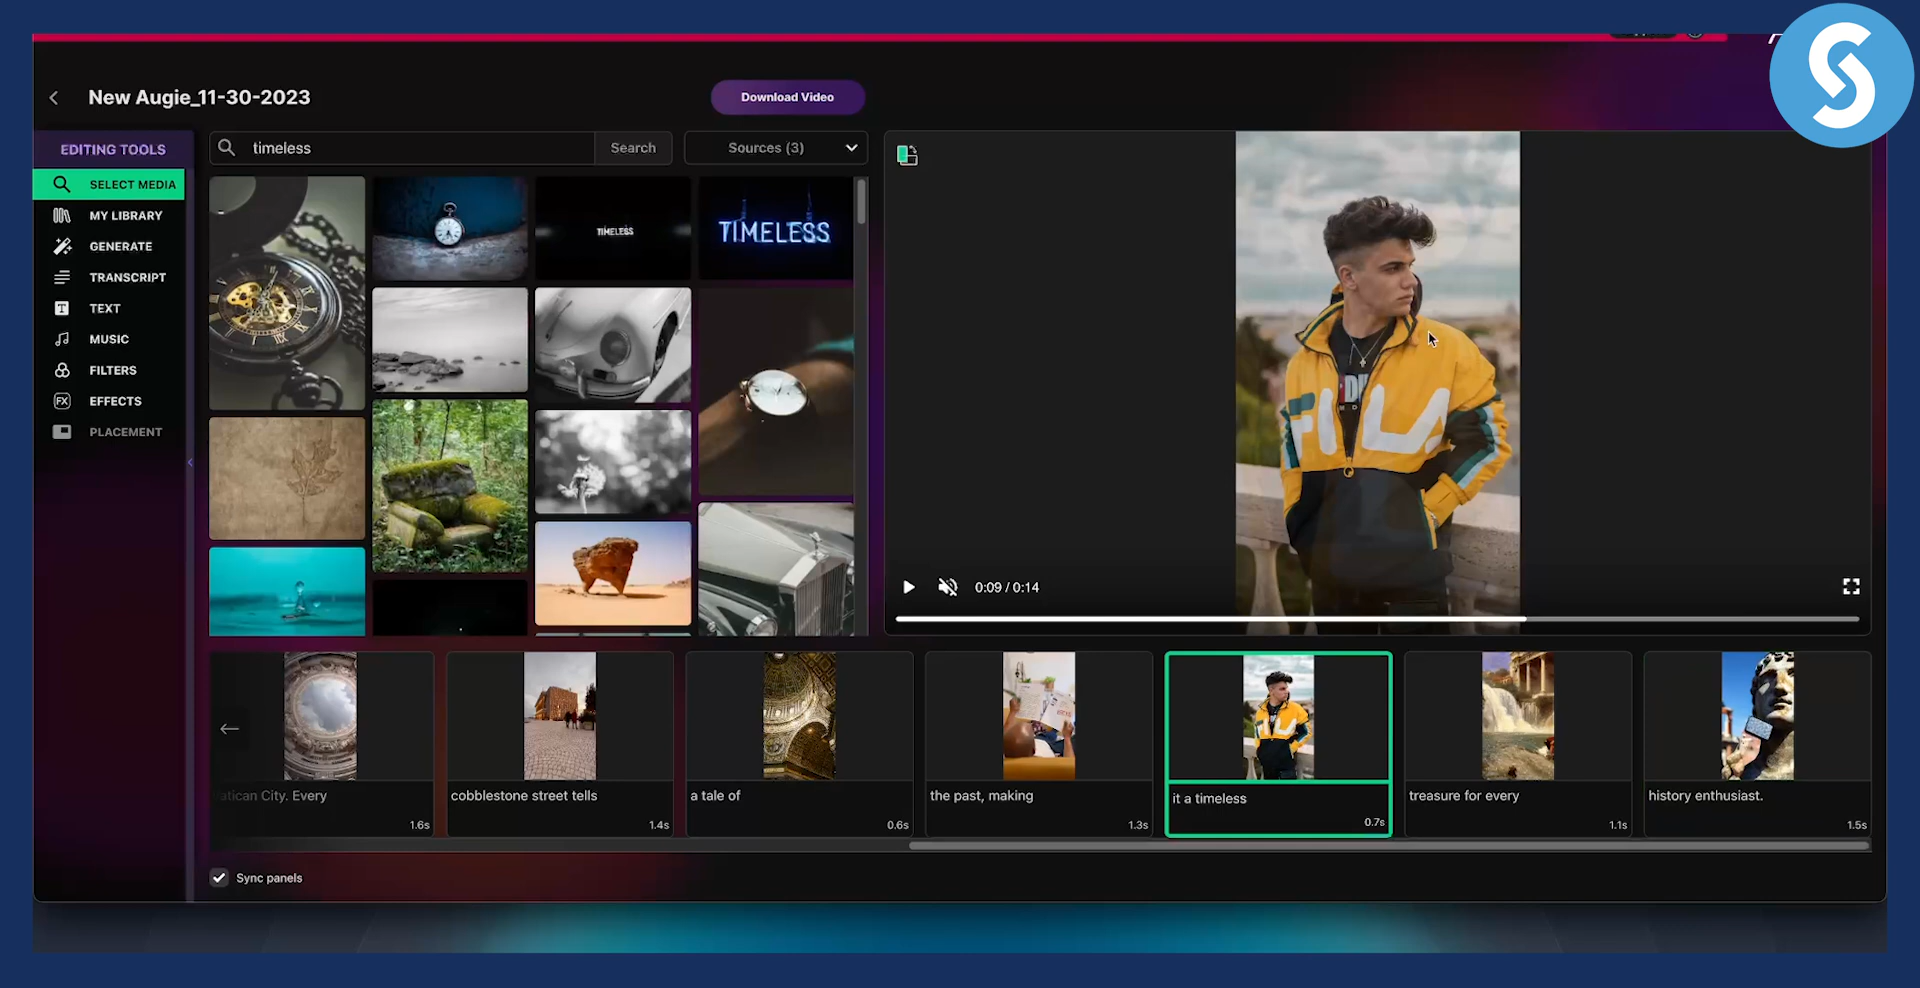 New Augie_11-30-2023
Download Video
EDITING TOOLS
SELECT MEDIA
MY LIBRARY
GENERATE
TRANSCRIPT
TEXT
MUSIC
FILTERS
EFFECTS
PLACEMENT
timeless
Search
Sources (3)
TIMELESS
TIMELESS
FILA
0:09 / 0:14
atican City. Every
1.6s
cobblestone street tells
1.4s
a tale of
0.6s
the past, making
1.3s
it a timeless
0.7s
treasure for every
1.1s
history enthusiast.
1.5s
Sync panels